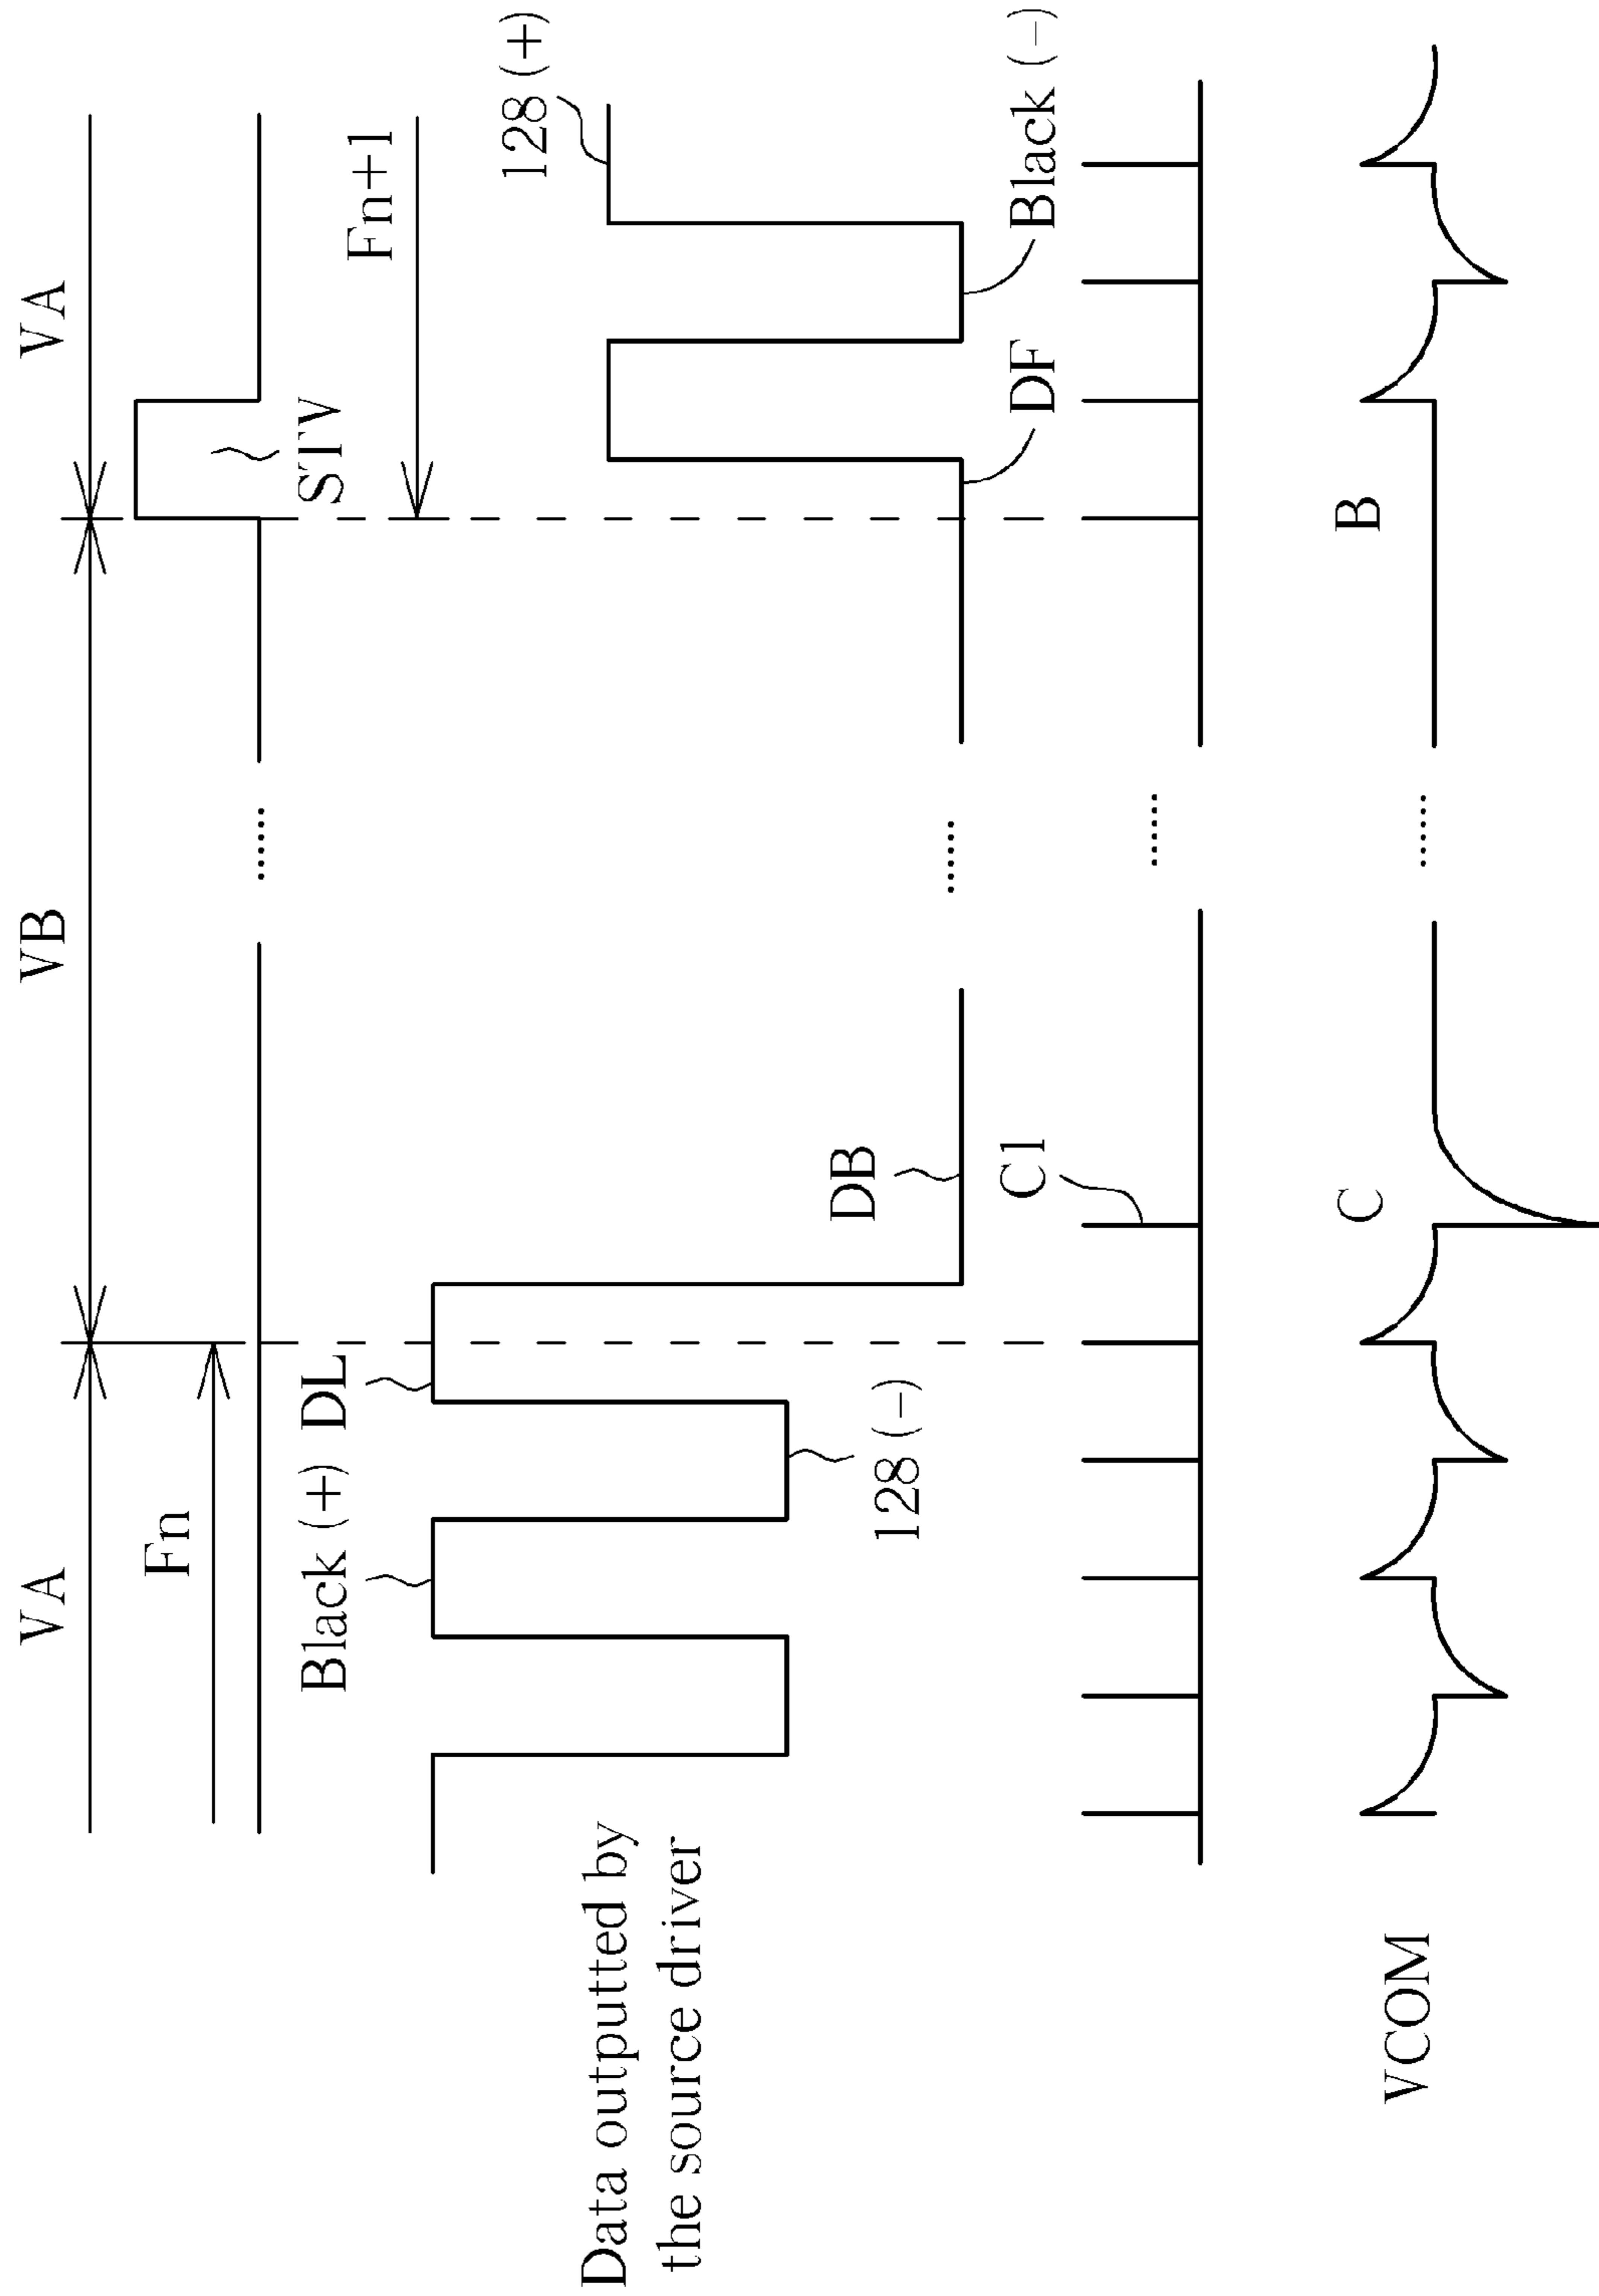 VA
VB
VA
Fn
STV
Fn+1
Black (+)
DL
128 (+)
Data outputted by
the source driver
128 (−)
DB
DF
Black (−)
C1
C
B
VCOM